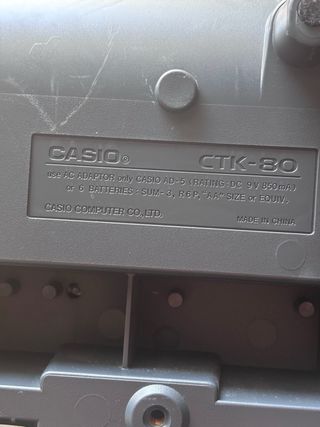 CASIO® CTK-80
use AC ADAPTOR only CASIO AD-5 (RATING: DC 9V 850mA)
or 6 BATTERIES: SUM-3, R6P, "AA" SIZE or EQUIV.
CASIO COMPUTER CO., LTD. MADE IN CHINA